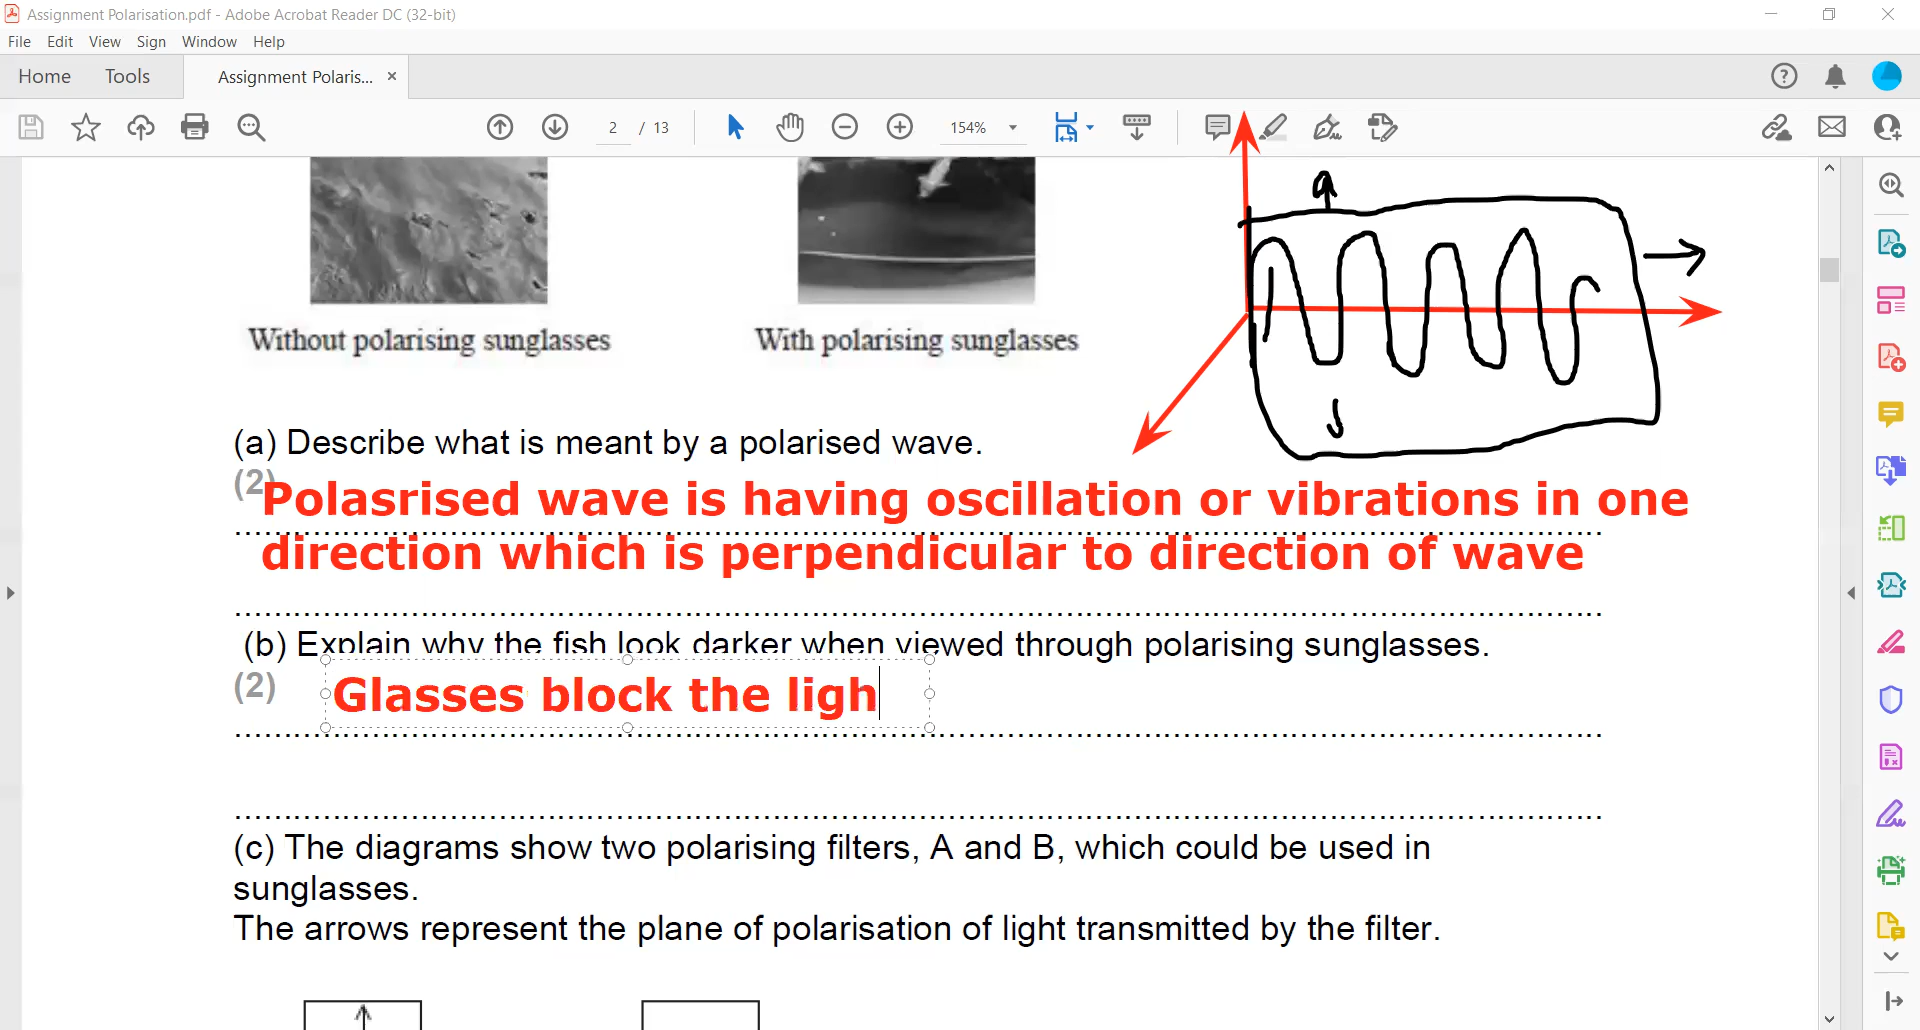 Assignment Polarisation.pdf - Adobe Acrobat Reader DC (32-bit)
File Edit View Sign Window Help
Home Tools Assignment Polaris... ×
2 / 13 154%
Without polarising sunglasses With polarising sunglasses
(a) Describe what is meant by a polarised wave.
(2)
Polasrised wave is having oscillation or vibrations in one
direction which is perpendicular to direction of wave
(b) Explain why the fish look darker when viewed through polarising sunglasses.
(2) Glasses block the ligh
(c) The diagrams show two polarising filters, A and B, which could be used in
sunglasses.
The arrows represent the plane of polarisation of light transmitted by the filter.